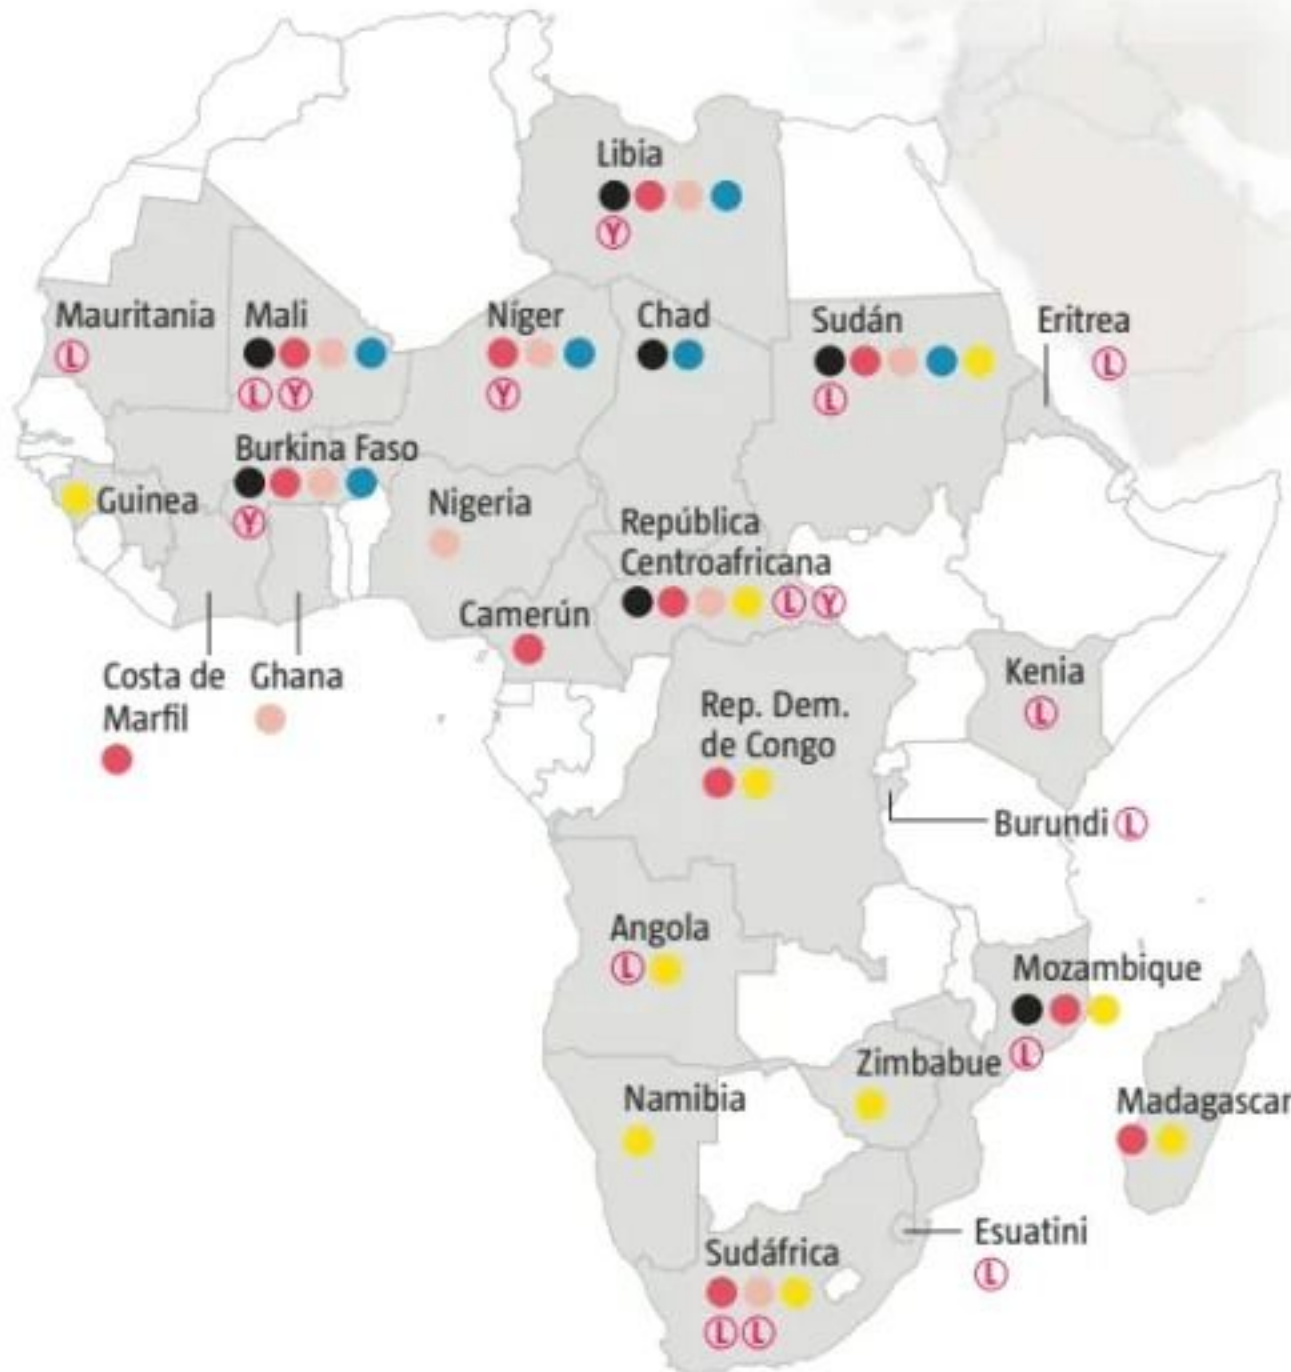 Libia
Y
Mauritania
L
Mali
L Y
Níger
Y
Chad
Sudán
L
Eritrea
L
Burkina Faso
Y
Guinea
Nigeria
República
Centroafricana
L Y
Camerún
Costa de
Marfil
Ghana
Kenia
L
Rep. Dem.
de Congo
Burundi L
Angola
L
Mozambique
L
Zimbabue
Namibia
Madagascar
Esuatini
L
Sudáfrica
L L